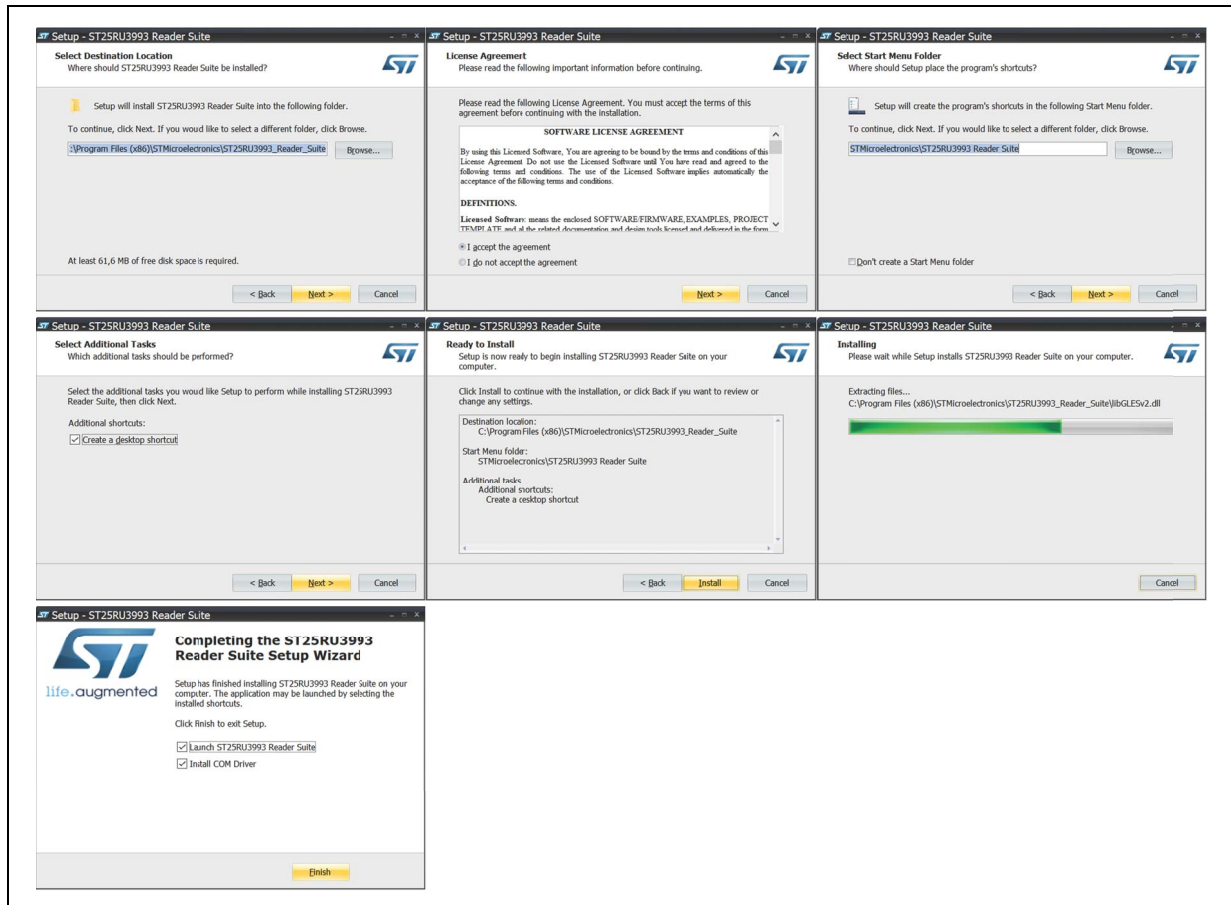 Setup - ST25RU3993 Reader Suite
Select Destination Location
Where should ST25RU3993 Reader Suite be installed?
Setup will install ST25RU3993 Reader Suite into the following folder.
To continue, click Next. If you would like to select a different folder, click Browse.
:\Program Files (x86)\STMicroelectronics\ST25RU3993_Reader_Suite
Browse...
At least 61,6 MB of free disk space is required.
< Back
Next >
Cancel
Setup - ST25RU3993 Reader Suite
License Agreement
Please read the following important information before continuing.
Please read the following License Agreement. You must accept the terms of this
agreement before continuing with the installation.
SOFTWARE LICENSE AGREEMENT
By using this Licensed Software, You are agreeing to be bound by the terms and conditions of this
License Agreement. Do not use the Licensed Software until You have read and agreed to the
following terms and conditions. The use of the Licensed Software implies automatically the
acceptance of the following terms and conditions.
DEFINITIONS.
Licensed Software: means the enclosed SOFTWARE/FIRMWARE, EXAMPLES, PROJECT
TEMPLATE and all the related documentation and design tools licensed and delivered in the form
I accept the agreement
I do not accept the agreement
Next >
Cancel
Setup - ST25RU3993 Reader Suite
Select Start Menu Folder
Where should Setup place the program's shortcuts?
Setup will create the program's shortcuts in the following Start Menu folder.
To continue, click Next. If you would like to select a different folder, click Browse.
STMicroelectronics\ST25RU3993 Reader Suite
Browse...
Don't create a Start Menu folder
< Back
Next >
Cancel
Setup - ST25RU3993 Reader Suite
Select Additional Tasks
Which additional tasks should be performed?
Select the additional tasks you would like Setup to perform while installing ST25RU3993
Reader Suite, then click Next.
Additional shortcuts:
Create a desktop shortcut
< Back
Next >
Cancel
Setup - ST25RU3993 Reader Suite
Ready to Install
Setup is now ready to begin installing ST25RU3993 Reader Suite on your
computer.
Click Install to continue with the installation, or click Back if you want to review or
change any settings.
Destination location:
C:\Program Files (x86)\STMicroelectronics\ST25RU3993_Reader_Suite
Start Menu folder:
STMicroelecronics\ST25RU3993 Reader Suite
Additional tasks
Additional shortcuts:
Create a desktop shortcut
< Back
Install
Cancel
Setup - ST25RU3993 Reader Suite
Installing
Please wait while Setup installs ST25RU3993 Reader Suite on your computer.
Extracting files...
C:\Program Files (x86)\STMicroelectronics\ST25RU3993_Reader_Suite\libGLESv2.dll
Cancel
Setup - ST25RU3993 Reader Suite
life.augmented
Completing the ST25RU3993
Reader Suite Setup Wizard
Setup has finished installing ST25RU3993 Reader Suite on your
computer. The application may be launched by selecting the
installed shortcuts.
Click Finish to exit Setup.
Launch ST25RU3993 Reader Suite
Install COM Driver
Finish